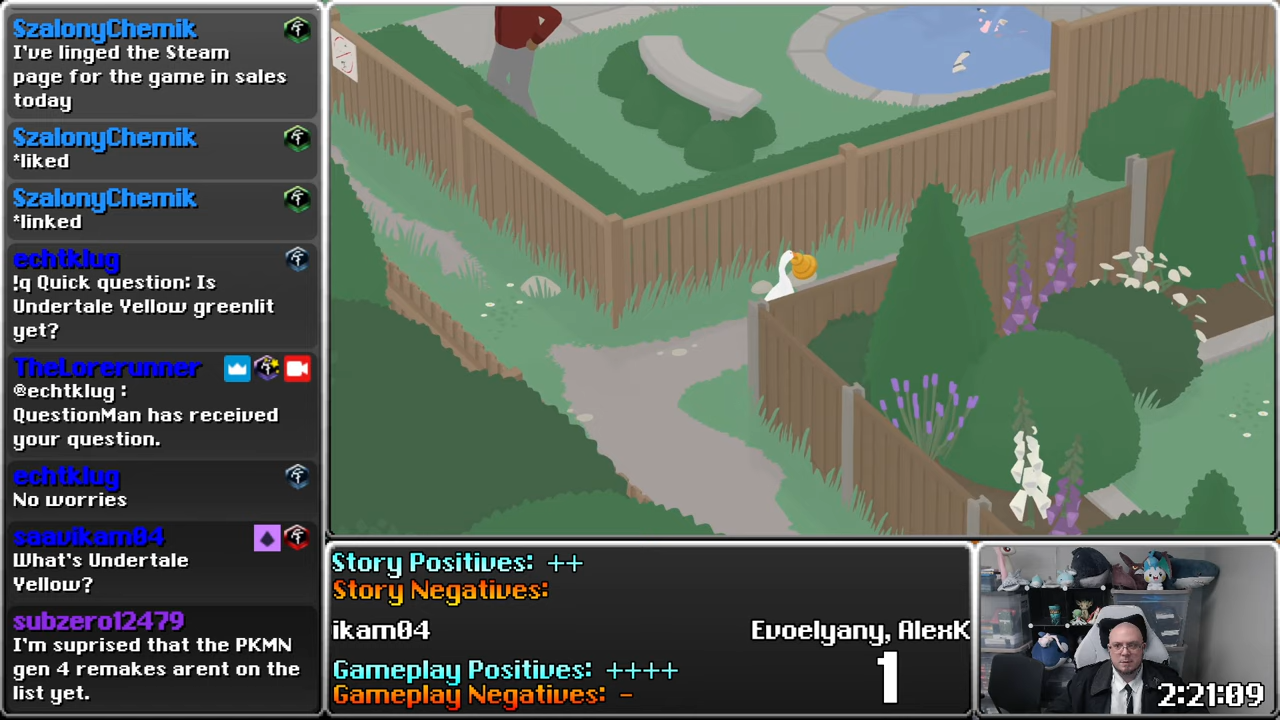 SzalonyChemik
I've linged the Steam
page for the game in sales
today
SzalonyChemik
*liked
SzalonyChemik
*linked
echtklug
!q Quick question: Is
Undertale Yellow greenlit
yet?
TheLorerunner
@echtklug :
QuestionMan has received
your question.
echtklug
No worries
saavikam04
What's Undertale
Yellow?
subzero12479
I'm suprised that the PKMN
gen 4 remakes arent on the
list yet.
Story Positives: ++
Story Negatives:
ikam04
Evoelyany, AlexK
Gameplay Positives: ++++
Gameplay Negatives: -
1
2:21:09